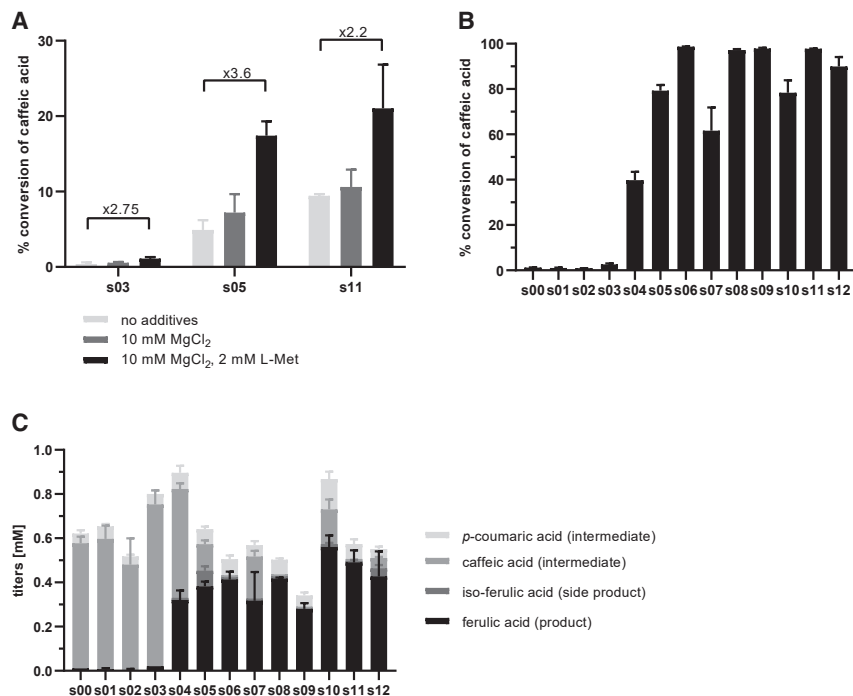 A
% conversion of caffeic acid
30
20
10
0
x2.75
x3.6
x2.2
s03 s05 s11
no additives
10 mM MgCl₂
10 mM MgCl₂, 2 mM L-Met
B
% conversion of caffeic acid
100
80
60
40
20
0
s00 s01 s02 s03 s04 s05 s06 s07 s08 s09 s10 s11 s12
C
titers [mM]
1.0
0.8
0.6
0.4
0.2
0.0
s00 s01 s02 s03 s04 s05 s06 s07 s08 s09 s10 s11 s12
p-coumaric acid (intermediate)
caffeic acid (intermediate)
iso-ferulic acid (side product)
ferulic acid (product)